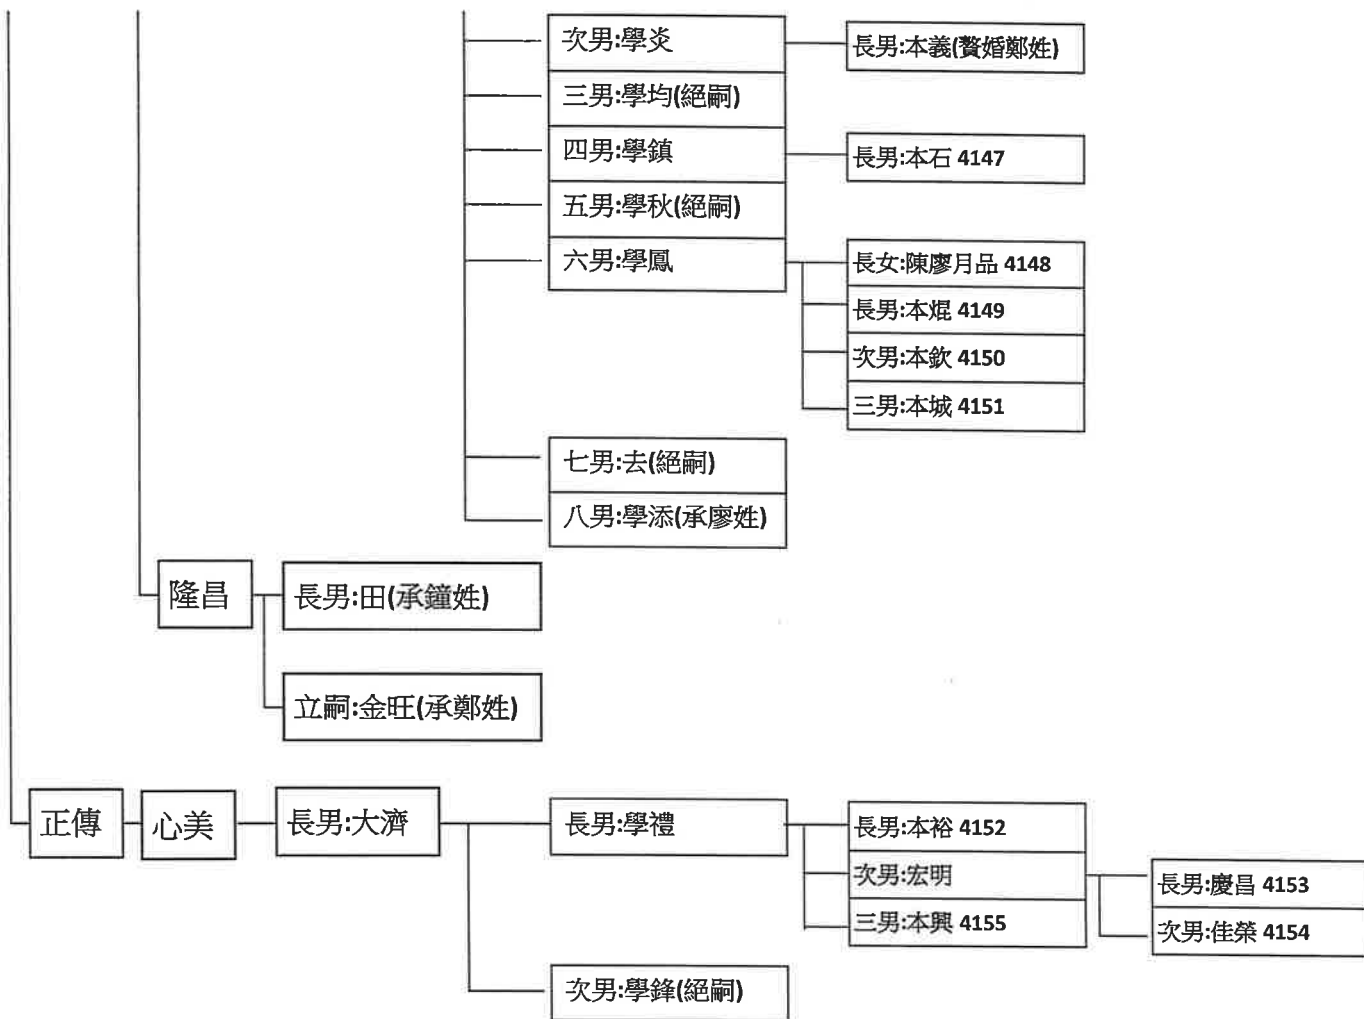 次男:學炎
長男:本義(贅婚鄭姓)
三男:學均(絕嗣)
四男:學鎮
長男:本石 4147
五男:學秋(絕嗣)
六男:學鳳
長女:陳廖月品 4148
長男:本焜 4149
次男:本欽 4150
三男:本城 4151
七男:去(絕嗣)
八男:學添(承廖姓)
隆昌
長男:田(承鐘姓)
立嗣:金旺(承鄭姓)
正傳
心美
長男:大濟
長男:學禮
長男:本裕 4152
次男:宏明
三男:本興 4155
長男:慶昌 4153
次男:佳榮 4154
次男:學鋒(絕嗣)